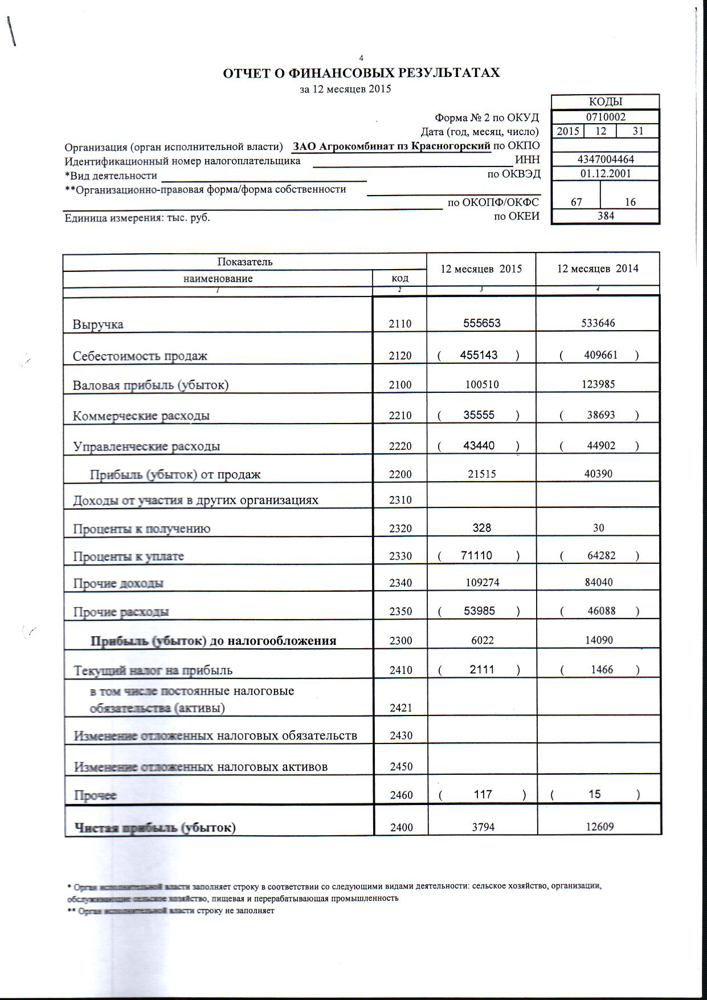 4
ОТЧЕТ О ФИНАНСОВЫХ РЕЗУЛЬТАТАХ
за 12 месяцев 2015
КОДЫ
Форма № 2 по ОКУД 0710002
Дата (год, месяц, число) 2015 12 31
Организация (орган исполнительной власти) ЗАО Агрокомбинат пз Красногорский по ОКПО
Идентификационный номер налогоплательщика ИНН 4347004464
*Вид деятельности по ОКВЭД 01.12.2001
**Организационно-правовая форма/форма собственности
по ОКОПФ/ОКФС 67 16
Единица измерения: тыс. руб. по ОКЕИ 384
Показатель 12 месяцев 2015 12 месяцев 2014
наименование код
1 2 3 4
Выручка 2110 555653 533646
Себестоимость продаж 2120 ( 455143 ) ( 409661 )
Валовая прибыль (убыток) 2100 100510 123985
Коммерческие расходы 2210 ( 35555 ) ( 38693 )
Управленческие расходы 2220 ( 43440 ) ( 44902 )
Прибыль (убыток) от продаж 2200 21515 40390
Доходы от участия в других организациях 2310
Проценты к получению 2320 328 30
Проценты к уплате 2330 ( 71110 ) ( 64282 )
Прочие доходы 2340 109274 84040
Прочие расходы 2350 ( 53985 ) ( 46088 )
Прибыль (убыток) до налогообложения 2300 6022 14090
Текущий налог на прибыль 2410 ( 2111 ) ( 1466 )
в том числе постоянные налоговые
обязательства (активы) 2421
Изменение отложенных налоговых обязательств 2430
Изменение отложенных налоговых активов 2450
Прочее 2460 ( 117 ) ( 15 )
Чистая прибыль (убыток) 2400 3794 12609
* Орган исполнительной власти заполняет строку в соответствии со следующими видами деятельности: сельское хозяйство, организации,
обслуживающие сельское хозяйство, пищевая и перерабатывающая промышленность
** Орган исполнительной власти строку не заполняет